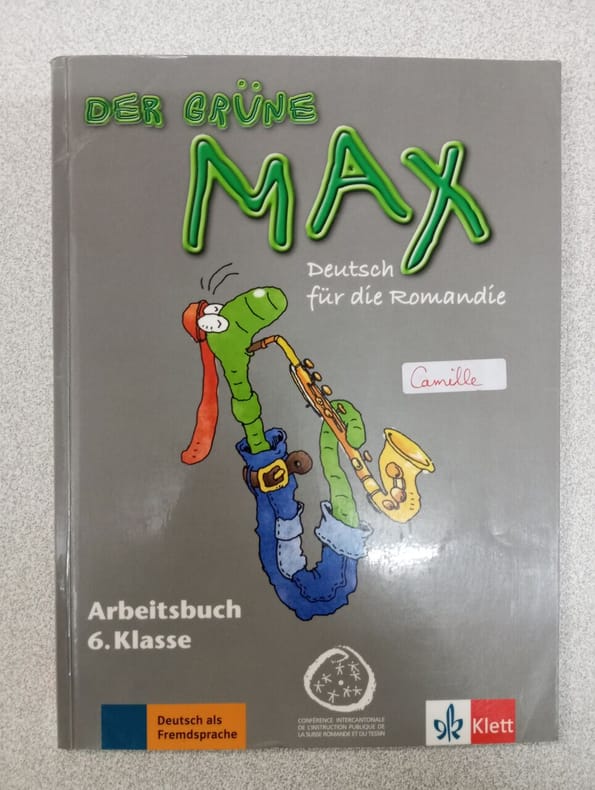 DER GRÜNE
MAX
Deutsch
für die Romandie
Camille
Arbeitsbuch
6. Klasse
Deutsch als
Fremdsprache
CONFÉRENCE INTERCANTONALE
DE L'INSTRUCTION PUBLIQUE DE
LA SUISSE ROMANDE ET DU TESSIN
Klett